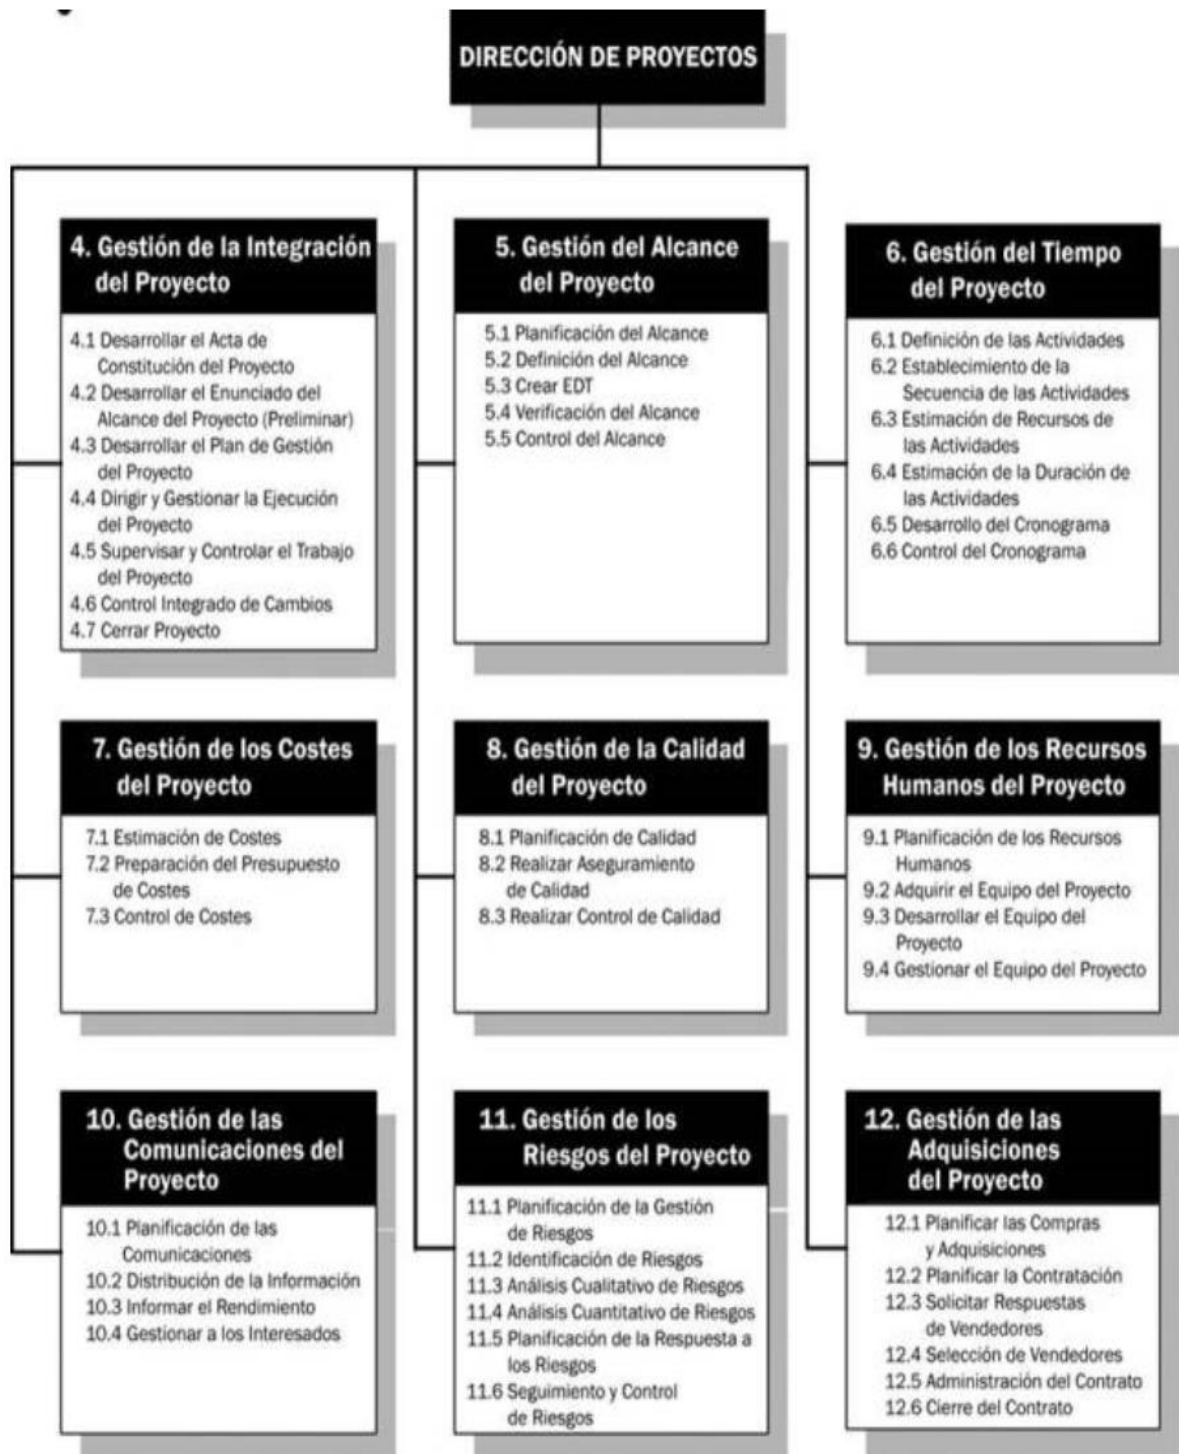 DIRECCIÓN DE PROYECTOS
4. Gestión de la Integración
del Proyecto
4.1 Desarrollar el Acta de
Constitución del Proyecto
4.2 Desarrollar el Enunciado del
Alcance del Proyecto (Preliminar)
4.3 Desarrollar el Plan de Gestión
del Proyecto
4.4 Dirigir y Gestionar la Ejecución
del Proyecto
4.5 Supervisar y Controlar el Trabajo
del Proyecto
4.6 Control Integrado de Cambios
4.7 Cerrar Proyecto
5. Gestión del Alcance
del Proyecto
5.1 Planificación del Alcance
5.2 Definición del Alcance
5.3 Crear EDT
5.4 Verificación del Alcance
5.5 Control del Alcance
6. Gestión del Tiempo
del Proyecto
6.1 Definición de las Actividades
6.2 Establecimiento de la
Secuencia de las Actividades
6.3 Estimación de Recursos de
las Actividades
6.4 Estimación de la Duración de
las Actividades
6.5 Desarrollo del Cronograma
6.6 Control del Cronograma
7. Gestión de los Costes
del Proyecto
7.1 Estimación de Costes
7.2 Preparación del Presupuesto
de Costes
7.3 Control de Costes
8. Gestión de la Calidad
del Proyecto
8.1 Planificación de Calidad
8.2 Realizar Aseguramiento
de Calidad
8.3 Realizar Control de Calidad
9. Gestión de los Recursos
Humanos del Proyecto
9.1 Planificación de los Recursos
Humanos
9.2 Adquirir el Equipo del Proyecto
9.3 Desarrollar el Equipo del
Proyecto
9.4 Gestionar el Equipo del Proyecto
10. Gestión de las
Comunicaciones del
Proyecto
10.1 Planificación de las
Comunicaciones
10.2 Distribución de la Información
10.3 Informar el Rendimiento
10.4 Gestionar a los Interesados
11. Gestión de los
Riesgos del Proyecto
11.1 Planificación de la Gestión
de Riesgos
11.2 Identificación de Riesgos
11.3 Análisis Cualitativo de Riesgos
11.4 Análisis Cuantitativo de Riesgos
11.5 Planificación de la Respuesta a
los Riesgos
11.6 Seguimiento y Control
de Riesgos
12. Gestión de las
Adquisiciones
del Proyecto
12.1 Planificar las Compras
y Adquisiciones
12.2 Planificar la Contratación
12.3 Solicitar Respuestas
de Vendedores
12.4 Selección de Vendedores
12.5 Administración del Contrato
12.6 Cierre del Contrato